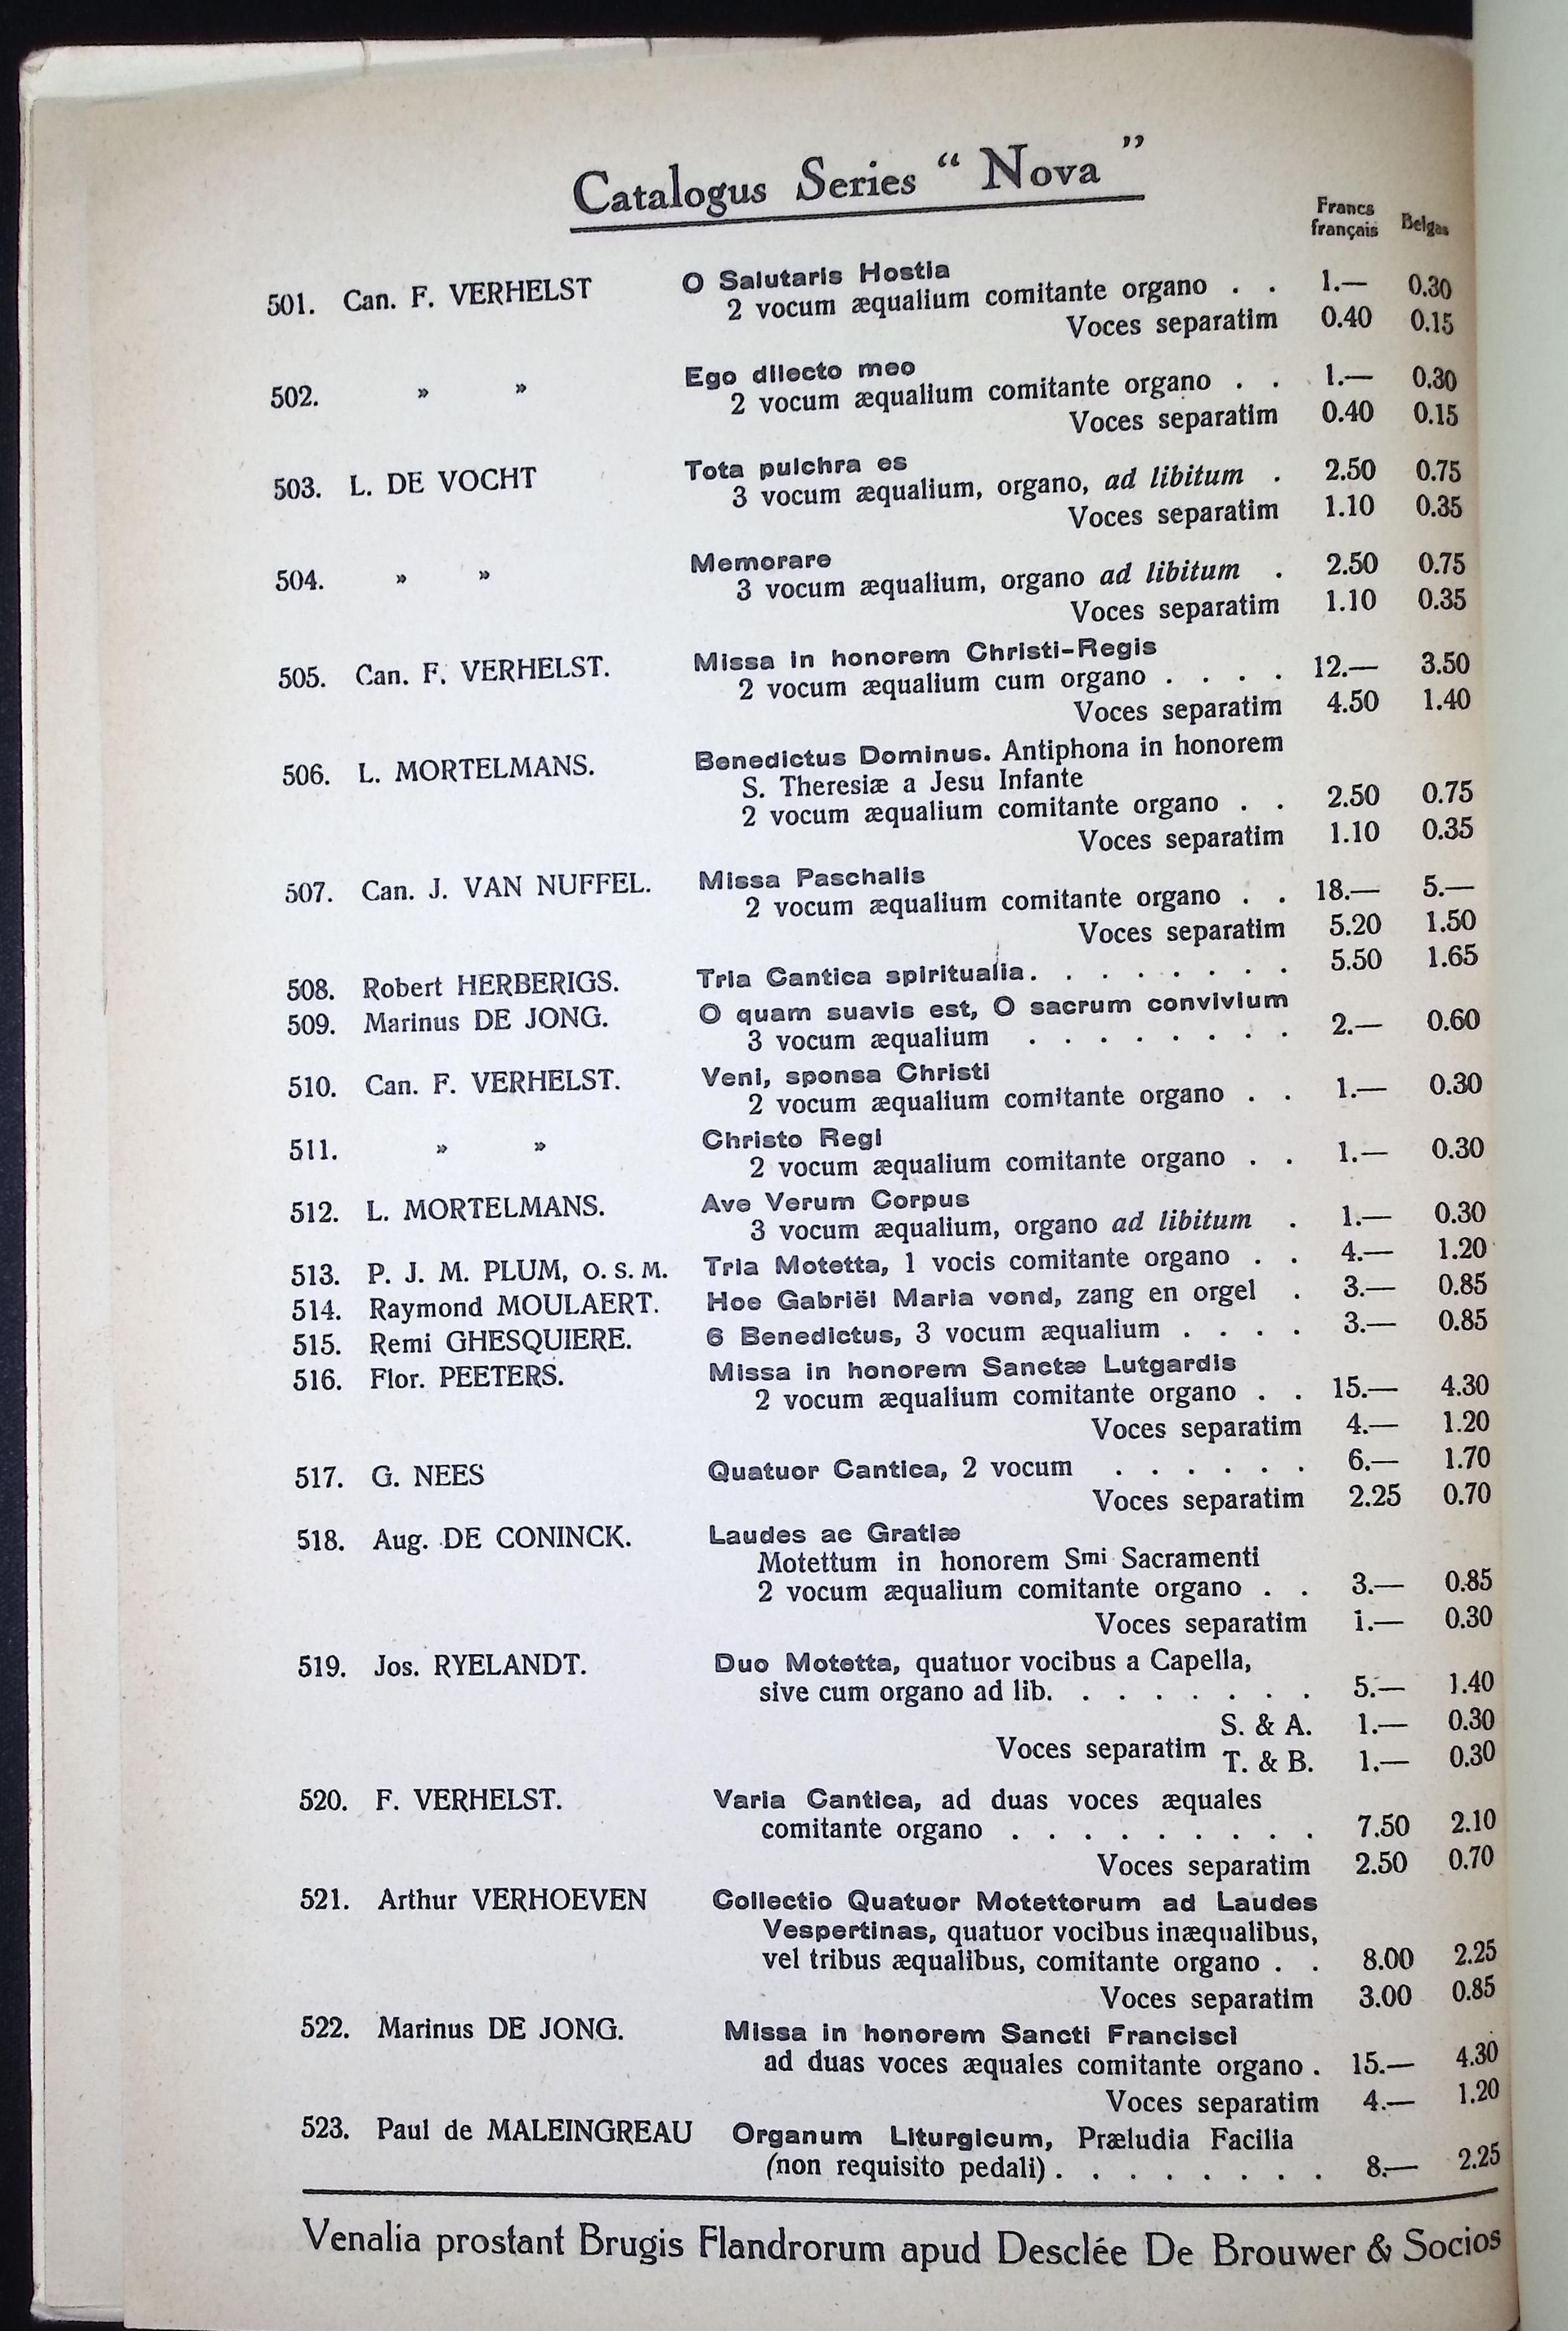 Catalogus Series “ Nova ”
Francs français Belgas
501. Can. F. VERHELST O Salutaris Hostia
2 vocum æqualium comitante organo . . 1.— 0.30
Voces separatim 0.40 0.15
502. » » Ego dilecto meo
2 vocum æqualium comitante organo . . 1.— 0.30
Voces separatim 0.40 0.15
503. L. DE VOCHT Tota pulchra es
3 vocum æqualium, organo, ad libitum . 2.50 0.75
Voces separatim 1.10 0.35
504. » » Memorare
3 vocum æqualium, organo ad libitum . 2.50 0.75
Voces separatim 1.10 0.35
505. Can. F. VERHELST. Missa in honorem Christi-Regis
2 vocum æqualium cum organo . . . . 12.— 3.50
Voces separatim 4.50 1.40
506. L. MORTELMANS. Benedictus Dominus. Antiphona in honorem
S. Theresiæ a Jesu Infante
2 vocum æqualium comitante organo . . 2.50 0.75
Voces separatim 1.10 0.35
507. Can. J. VAN NUFFEL. Missa Paschalis
2 vocum æqualium comitante organo . . 18.— 5.—
Voces separatim 5.20 1.50
508. Robert HERBERIGS. Tria Cantica spiritualia. . . . . . . . 5.50 1.65
509. Marinus DE JONG. O quam suavis est, O sacrum convivium
3 vocum æqualium . . . . . . . . 2.— 0.60
510. Can. F. VERHELST. Veni, sponsa Christi
2 vocum æqualium comitante organo . . 1.— 0.30
511. » » Christo Regi
2 vocum æqualium comitante organo . . 1.— 0.30
512. L. MORTELMANS. Ave Verum Corpus
3 vocum æqualium, organo ad libitum . 1.— 0.30
513. P. J. M. PLUM, O. S. M. Tria Motetta, 1 vocis comitante organo . . 4.— 1.20
514. Raymond MOULAERT. Hoe Gabriël Maria vond, zang en orgel . 3.— 0.85
515. Remi GHESQUIERE. 6 Benedictus, 3 vocum æqualium . . . . 3.— 0.85
516. Flor. PEETERS. Missa in honorem Sanctæ Lutgardis
2 vocum æqualium comitante organo . . 15.— 4.30
Voces separatim 4.— 1.20
517. G. NEES Quatuor Cantica, 2 vocum . . . . . . 6.— 1.70
Voces separatim 2.25 0.70
518. Aug. DE CONINCK. Laudes ac Gratiæ
Motettum in honorem Smi Sacramenti
2 vocum æqualium comitante organo . . 3.— 0.85
Voces separatim 1.— 0.30
519. Jos. RYELANDT. Duo Motetta, quatuor vocibus a Capella,
sive cum organo ad lib. . . . . . . . 5.— 1.40
S. & A. 1.— 0.30
Voces separatim
T. & B. 1.— 0.30
520. F. VERHELST. Varia Cantica, ad duas voces æquales
comitante organo . . . . . . . . . 7.50 2.10
Voces separatim 2.50 0.70
521. Arthur VERHOEVEN Collectio Quatuor Motettorum ad Laudes
Vespertinas, quatuor vocibus inæqualibus,
vel tribus æqualibus, comitante organo . . 8.00 2.25
Voces separatim 3.00 0.85
522. Marinus DE JONG. Missa in honorem Sancti Francisci
ad duas voces æquales comitante organo . 15.— 4.30
Voces separatim 4.— 1.20
523. Paul de MALEINGREAU Organum Liturgicum, Præludia Facilia
(non requisito pedali) . . . . . . . . 8.— 2.25
Venalia prostant Brugis Flandrorum apud Desclée De Brouwer & Socios